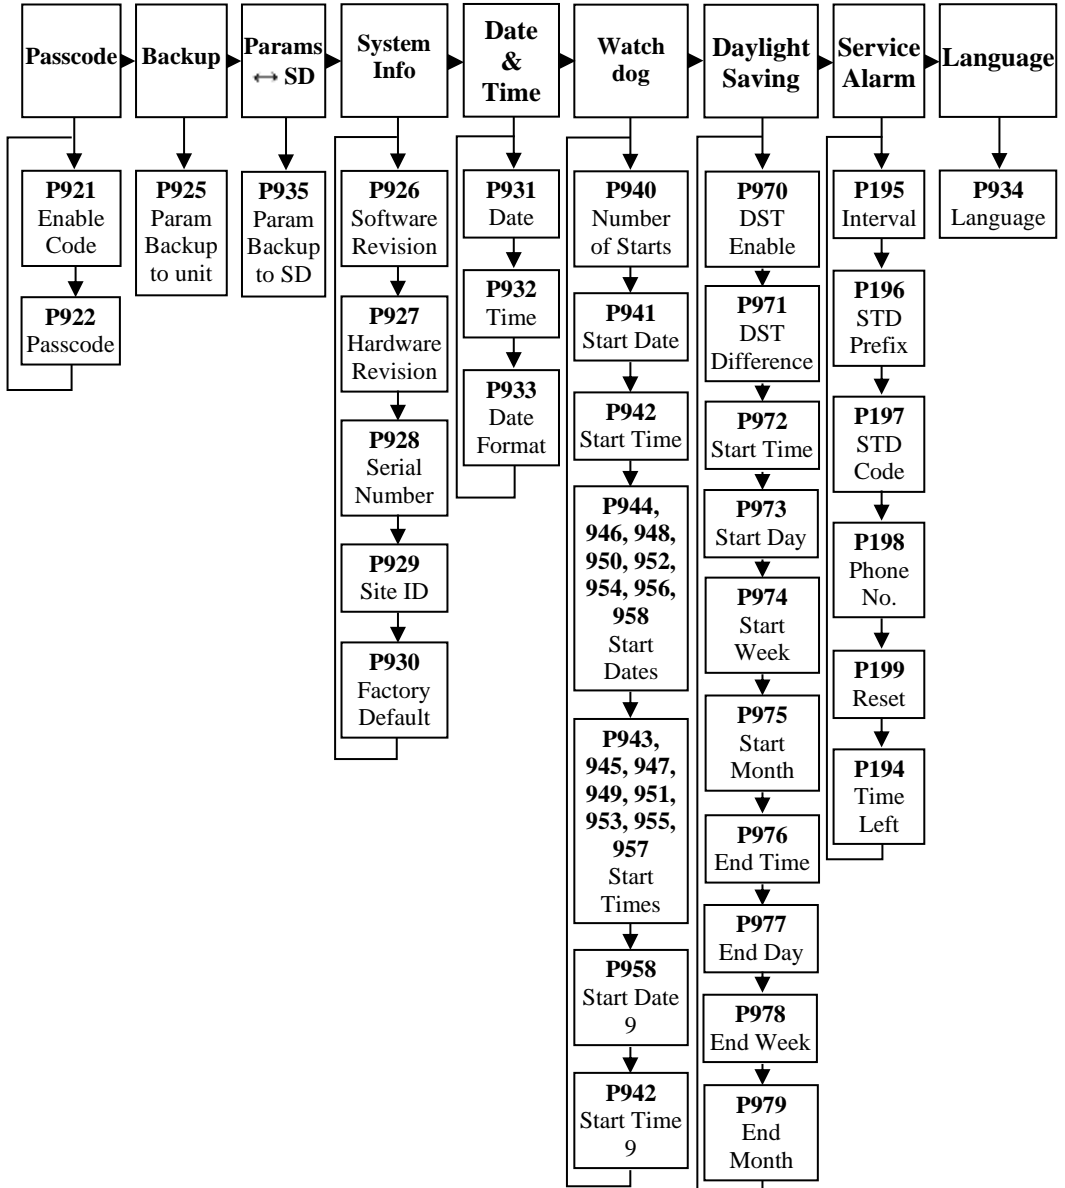 Passcode
Backup
Params
↔ SD
System
Info
Date
&
Time
Watch
dog
Daylight
Saving
Service
Alarm
Language
P921
Enable
Code
P922
Passcode
P925
Param
Backup
to unit
P935
Param
Backup
to SD
P926
Software
Revision
P927
Hardware
Revision
P928
Serial
Number
P929
Site ID
P930
Factory
Default
P931
Date
P932
Time
P933
Date
Format
P940
Number
of Starts
P941
Start Date
P942
Start Time
P944,
946, 948,
950, 952,
954, 956,
958
Start
Dates
P943,
945, 947,
949, 951,
953, 955,
957
Start
Times
P958
Start Date
9
P942
Start Time
9
P970
DST
Enable
P971
DST
Difference
P972
Start Time
P973
Start Day
P974
Start
Week
P975
Start
Month
P976
End Time
P977
End Day
P978
End Week
P979
End
Month
P195
Interval
P196
STD
Prefix
P197
STD
Code
P198
Phone
No.
P199
Reset
P194
Time
Left
P934
Language